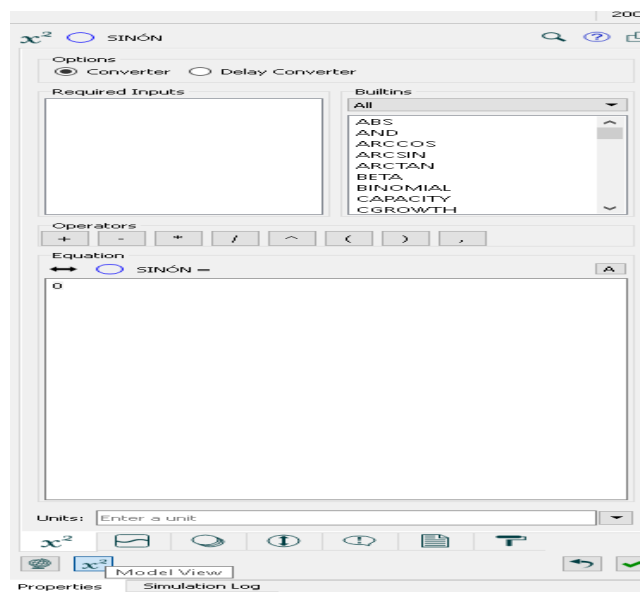 200
x² SINÓN
Options
Converter Delay Converter
Required Inputs
Builtins
All
ABS
AND
ARCCOS
ARCSIN
ARCTAN
BETA
BINOMIAL
CAPACITY
CGROWTH
Operators
+ - * / ^ ( ) ,
Equation
SINÓN = A
0
Units: Enter a unit
x²
x²
Model View
Properties Simulation Log